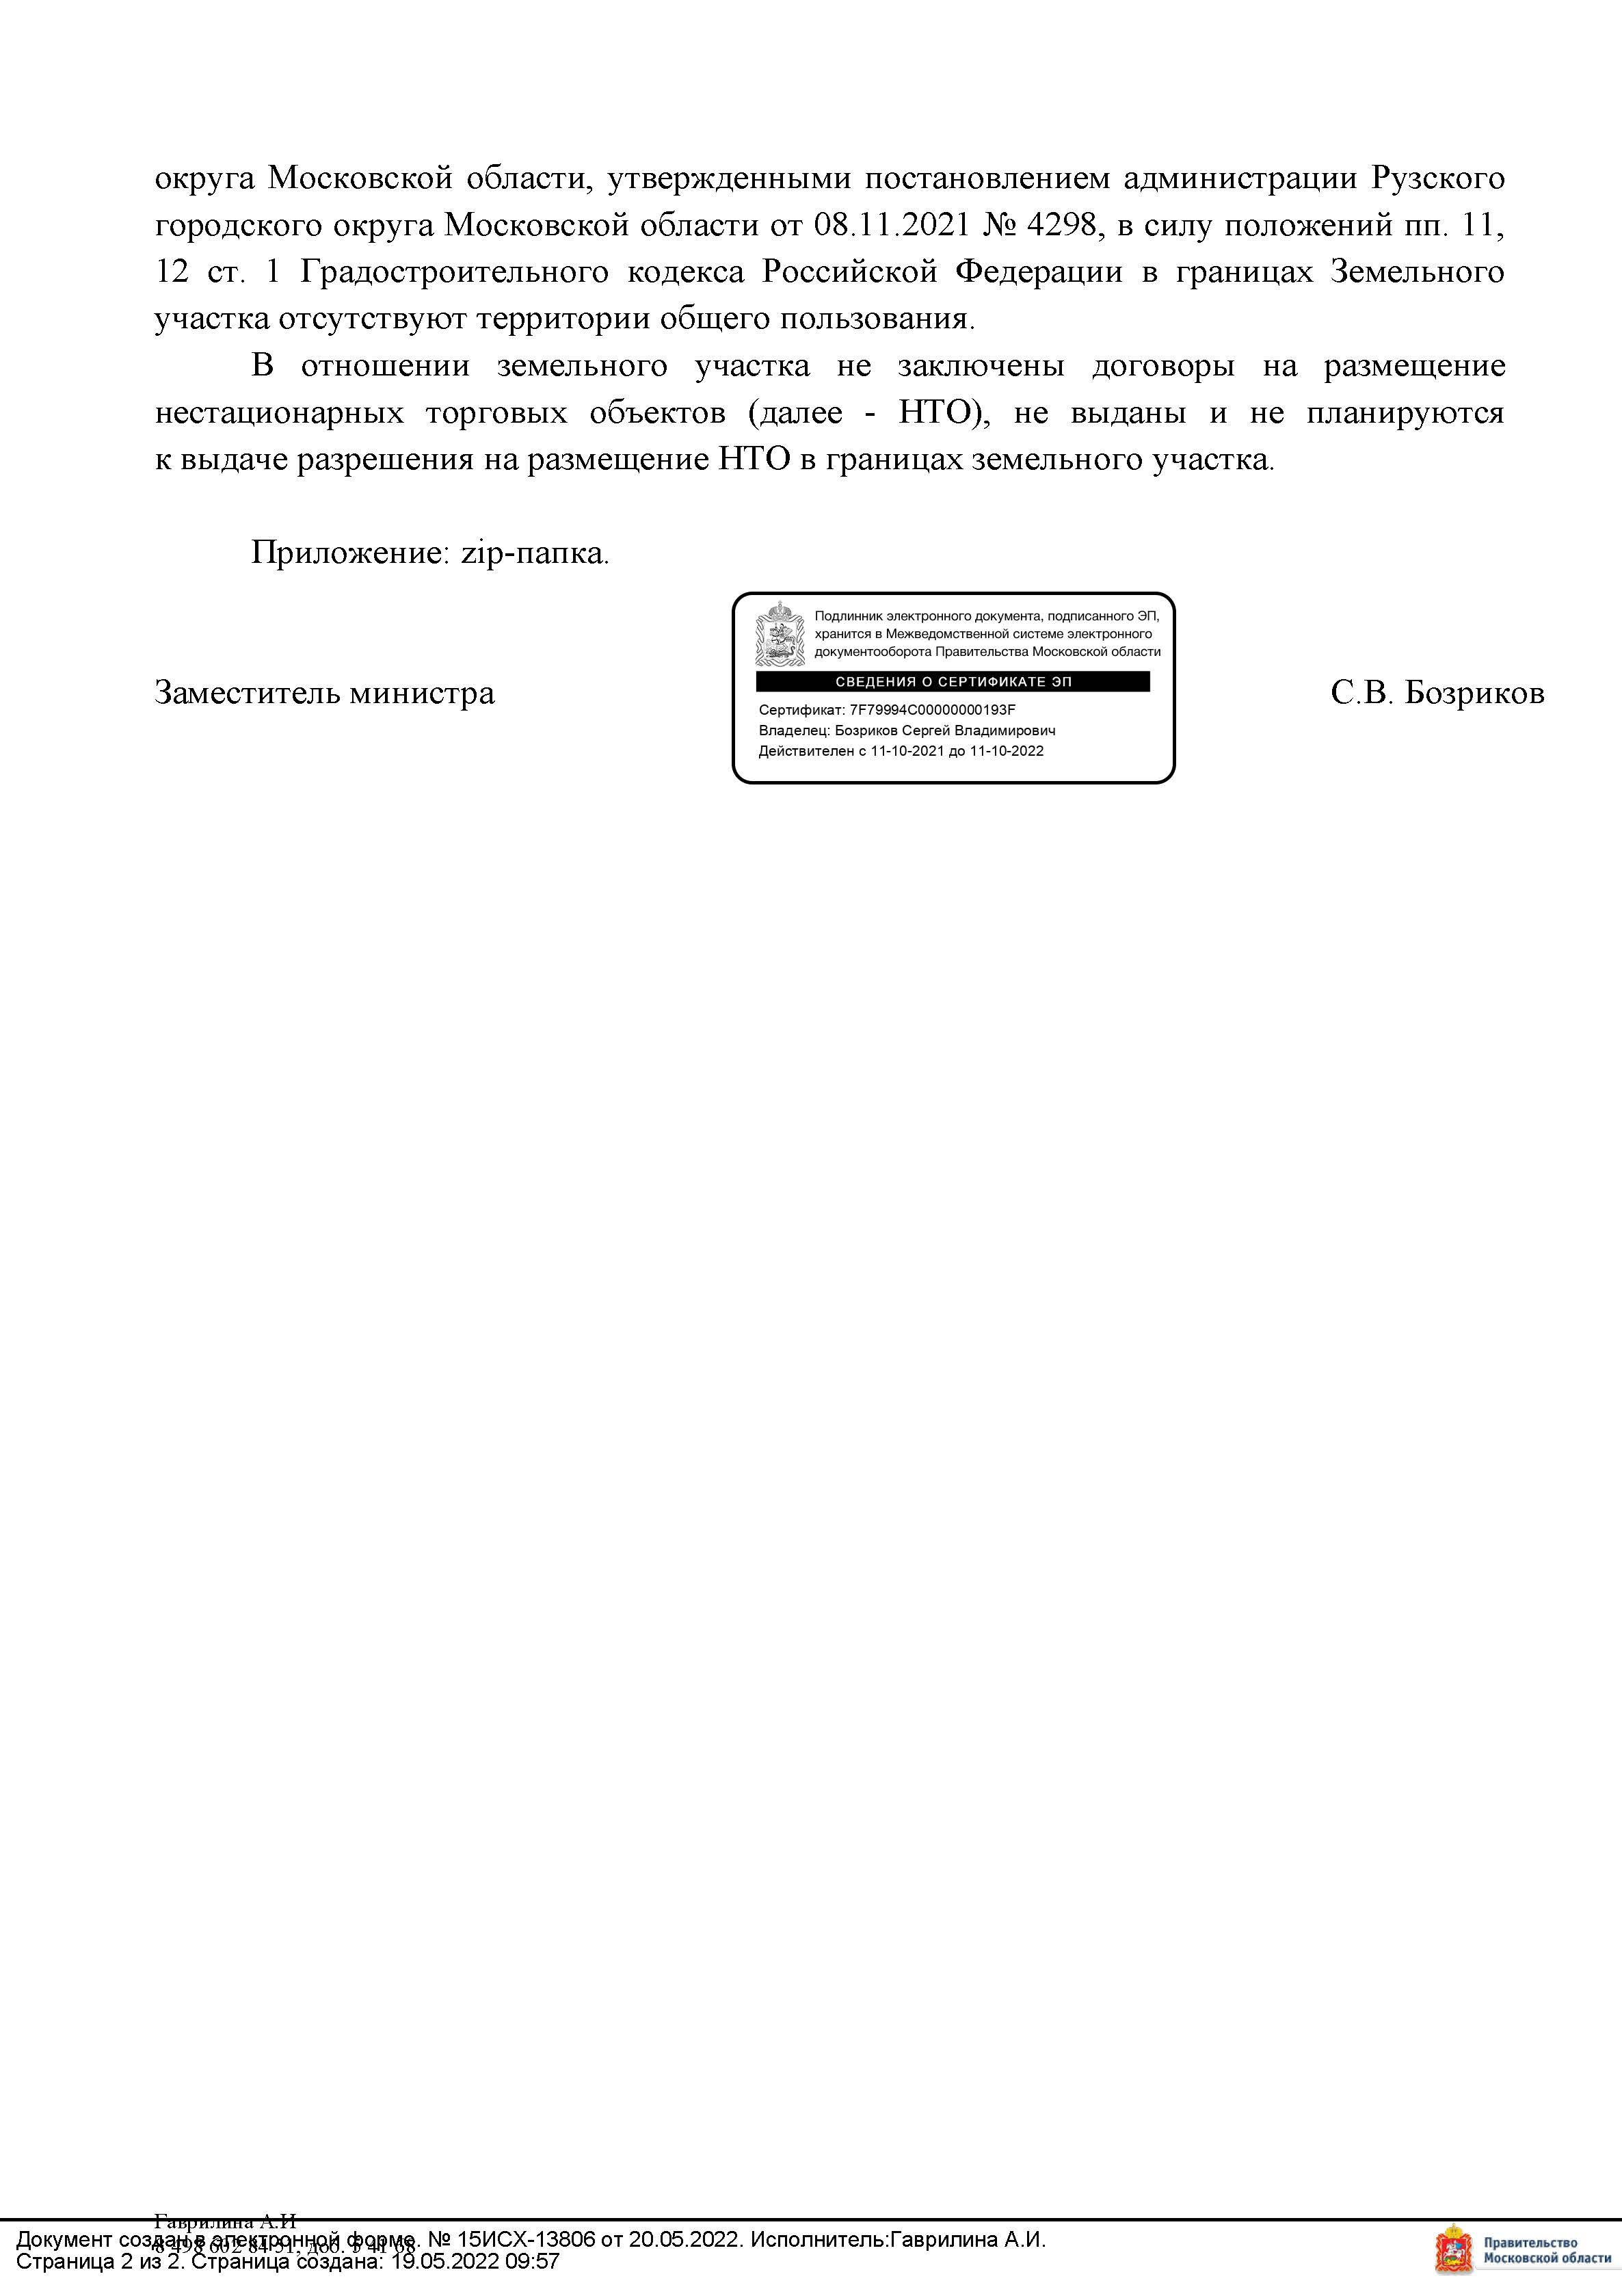 округа Московской области, утвержденными постановлением администрации Рузского
городского округа Московской области от 08.11.2021 № 4298, в силу положений пп. 11,
12 ст. 1 Градостроительного кодекса Российской Федерации в границах Земельного
участка отсутствуют территории общего пользования.
В отношении земельного участка не заключены договоры на размещение
нестационарных торговых объектов (далее - НТО), не выданы и не планируются
к выдаче разрешения на размещение НТО в границах земельного участка.
Приложение: zip-папка.
Подлинник электронного документа, подписанного ЭП,
хранится в Межведомственной системе электронного
документооборота Правительства Московской области
СВЕДЕНИЯ О СЕРТИФИКАТЕ ЭП
Заместитель министра
С.В. Бозриков
Сертификат: 7F79994C00000000193F
Владелец: Бозриков Сергей Владимирович
Действителен с 11-10-2021 до 11-10-2022
Гаврилина А.И
Документ создан в электронной форме. № 15ИСХ-13806 от 20.05.2022. Исполнитель:Гаврилина А.И.
Страница 2 из 2. Страница создана: 19.05.2022 09:57
Правительство
Московской области